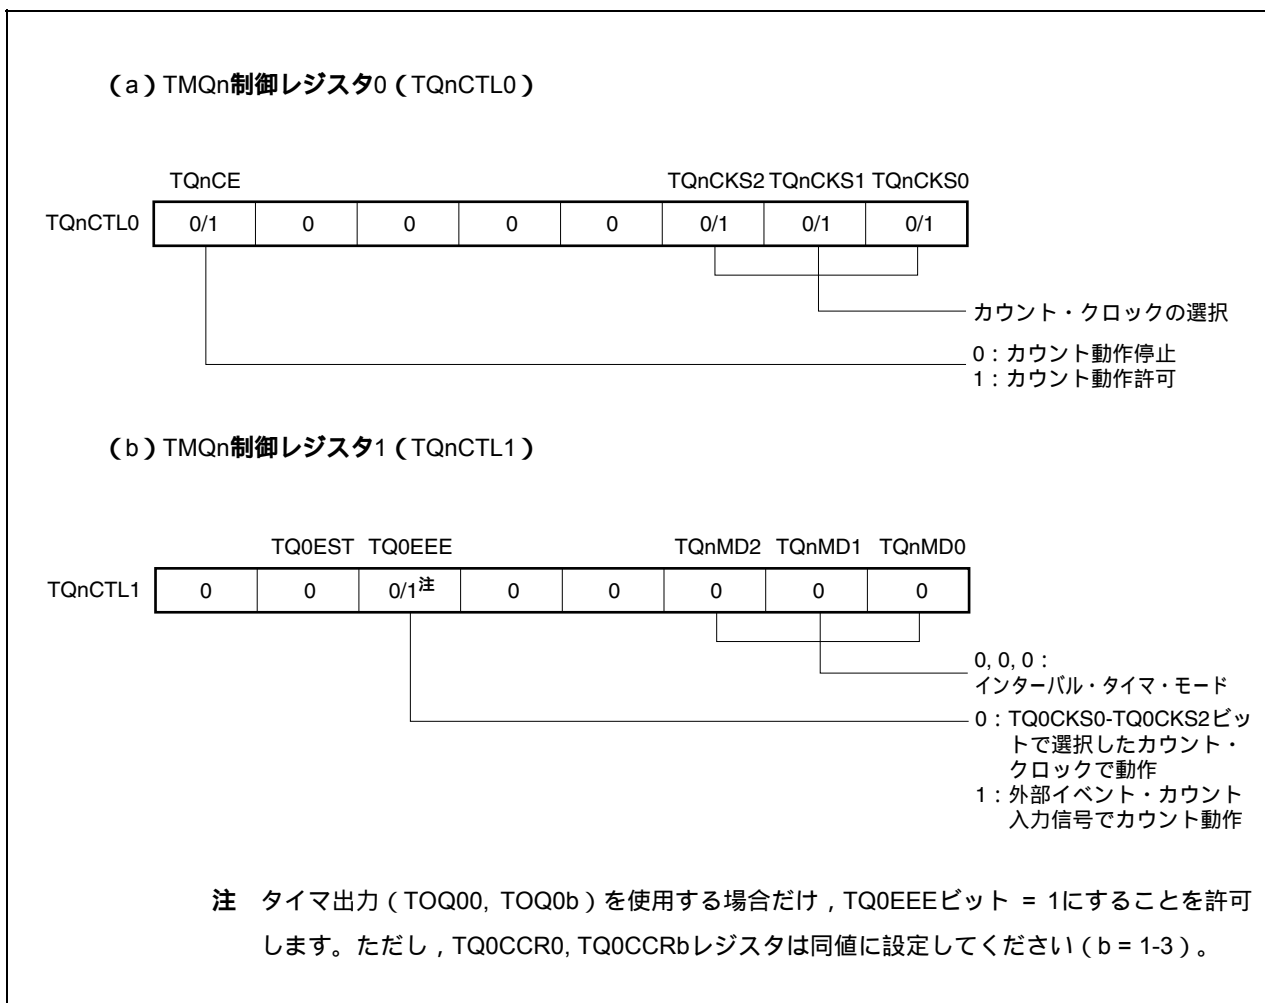 （a）TMQn制御レジスタ0（TQnCTL0）
TQnCE TQnCKS2 TQnCKS1 TQnCKS0
TQnCTL0 0/1 0 0 0 0 0/1 0/1 0/1
カウント・クロックの選択
0：カウント動作停止
1：カウント動作許可
（b）TMQn制御レジスタ1（TQnCTL1）
TQ0EST TQ0EEE TQnMD2 TQnMD1 TQnMD0
TQnCTL1 0 0 0/1注 0 0 0 0 0
0, 0, 0：
インターバル・タイマ・モード
0：TQ0CKS0-TQ0CKS2ビッ
トで選択したカウント・
クロックで動作
1：外部イベント・カウント
入力信号でカウント動作
注 タイマ出力（TOQ00, TOQ0b）を使用する場合だけ，TQ0EEEビット = 1にすることを許可
します。ただし，TQ0CCR0, TQ0CCRbレジスタは同値に設定してください（b = 1-3）。